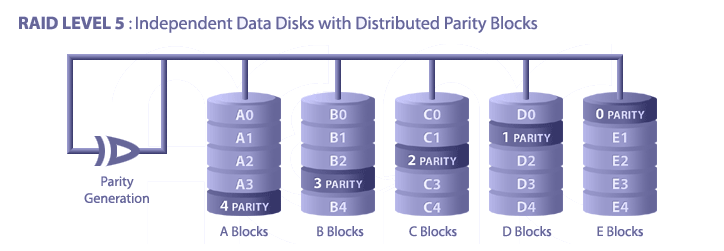 RAID LEVEL 5 : Independent Data Disks with Distributed Parity Blocks
A0 B0 C0 D0 0 PARITY
A1 B1 C1 1 PARITY E1
A2 B2 2 PARITY D2 E2
A3 3 PARITY C3 D3 E3
4 PARITY B4 C4 D4 E4
Parity
Generation
A Blocks B Blocks C Blocks D Blocks E Blocks